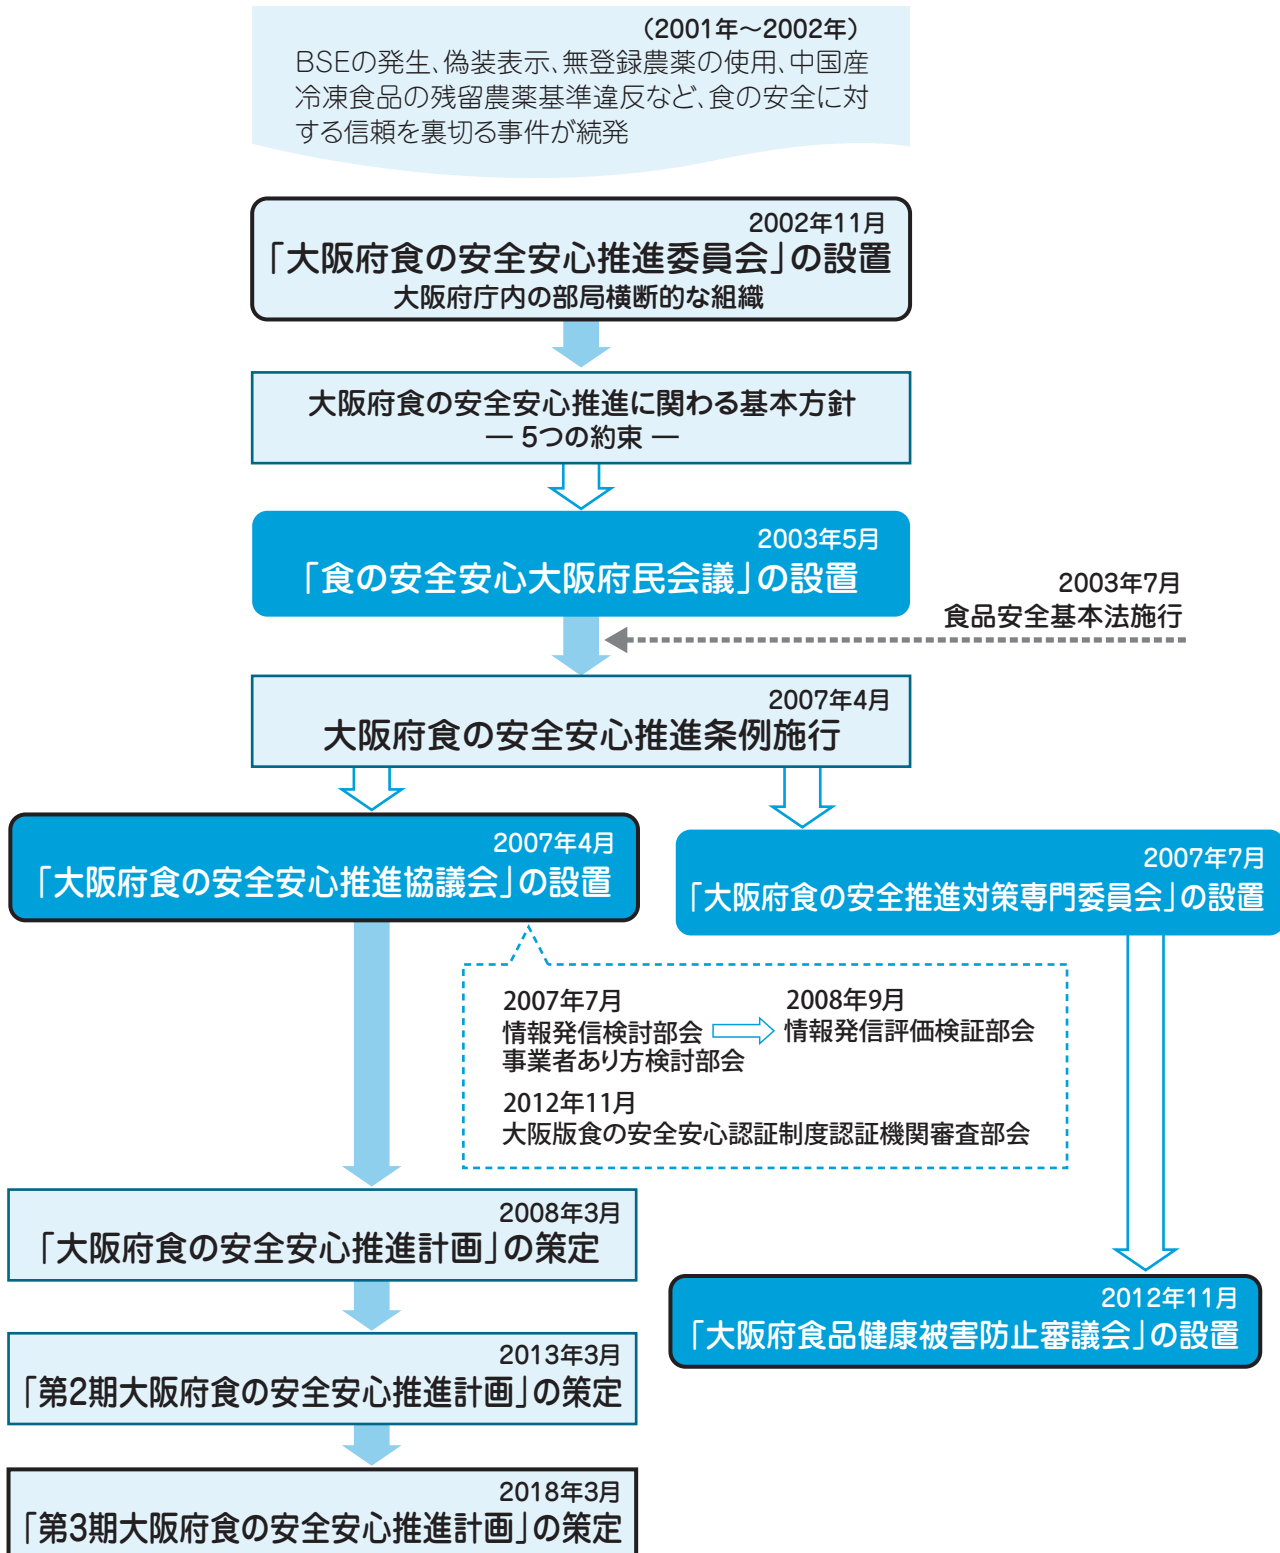 (2001年～2002年)
BSEの発生、偽装表示、無登録農薬の使用、中国産
冷凍食品の残留農薬基準違反など、食の安全に対
する信頼を裏切る事件が続発
2002年11月
「大阪府食の安全安心推進委員会」の設置
大阪府庁内の部局横断的な組織
大阪府食の安全安心推進に関わる基本方針
― 5つの約束 ―
2003年5月
「食の安全安心大阪府民会議」の設置
2003年7月
食品安全基本法施行
2007年4月
大阪府食の安全安心推進条例施行
2007年4月
「大阪府食の安全安心推進協議会」の設置
2007年7月
「大阪府食の安全推進対策専門委員会」の設置
2007年7月
情報発信検討部会
事業者あり方検討部会
2008年9月
情報発信評価検証部会
2012年11月
大阪版食の安全安心認証制度認証機関審査部会
2008年3月
「大阪府食の安全安心推進計画」の策定
2012年11月
「大阪府食品健康被害防止審議会」の設置
2013年3月
「第2期大阪府食の安全安心推進計画」の策定
2018年3月
「第3期大阪府食の安全安心推進計画」の策定